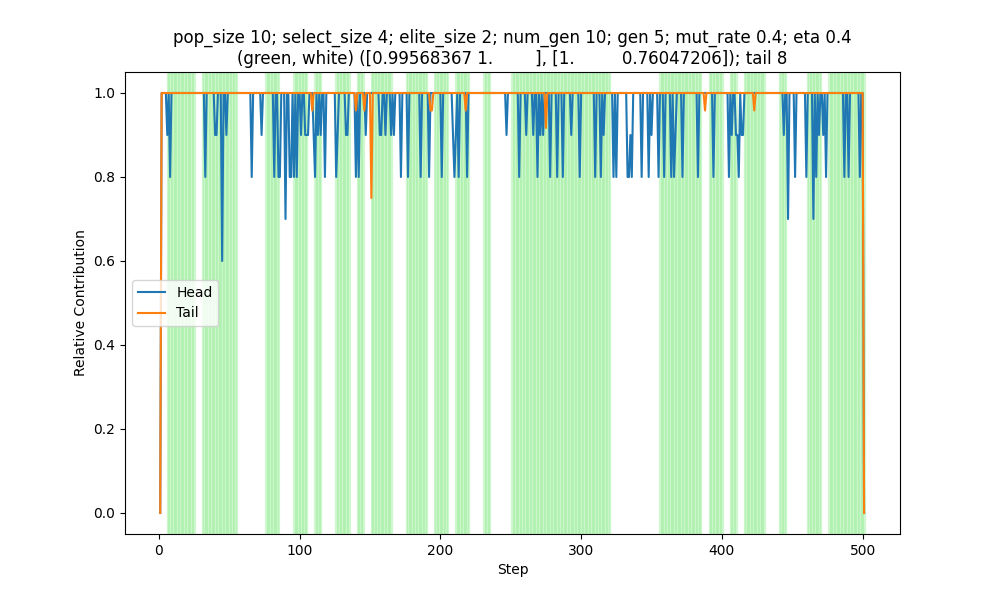 pop_size 10; select_size 4; elite_size 2; num_gen 10; gen 5; mut_rate 0.4; eta 0.4
(green, white) ([0.99568367 1.         ], [1.         0.76047206]); tail 8
1.0
0.8
0.6
0.4
0.2
0.0
Relative Contribution
Head
Tail
0
100
200
300
400
500
Step